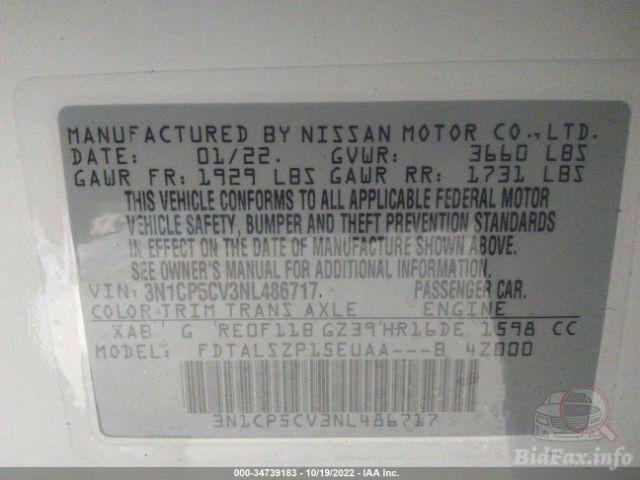 MANUFACTURED BY NISSAN MOTOR CO.,LTD.
DATE: 01/22. GVWR: 3660 LBS
GAWR FR: 1929 LBS GAWR RR: 1731 LBS
THIS VEHICLE CONFORMS TO ALL APPLICABLE FEDERAL MOTOR
VEHICLE SAFETY, BUMPER AND THEFT PREVENTION STANDARDS
IN EFFECT ON THE DATE OF MANUFACTURE SHOWN ABOVE.
SEE OWNER'S MANUAL FOR ADDITIONAL INFORMATION.
VIN: 3N1CP5CV3NL486717. PASSENGER CAR.
COLOR TRIM TRANS AXLE ENGINE
XAB G RE0F11B GZ39 HR16DE 1598 CC
MODEL: FDTALSZP15EUAA---B 4Z000
3N1CP5CV3NL486717
BidFax.info
000-34739183 - 10/19/2022 - IAA Inc.